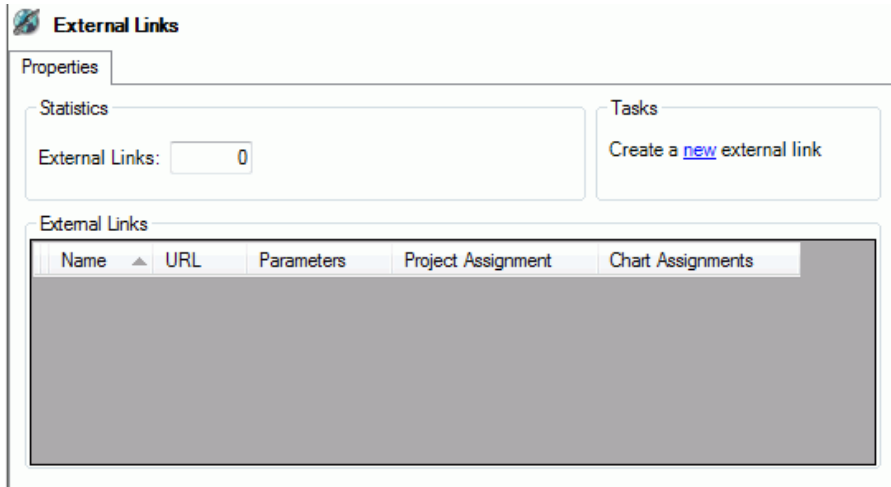 External Links
Properties
Statistics
External Links: 0
Tasks
Create a new external link
External Links
Name URL Parameters Project Assignment Chart Assignments